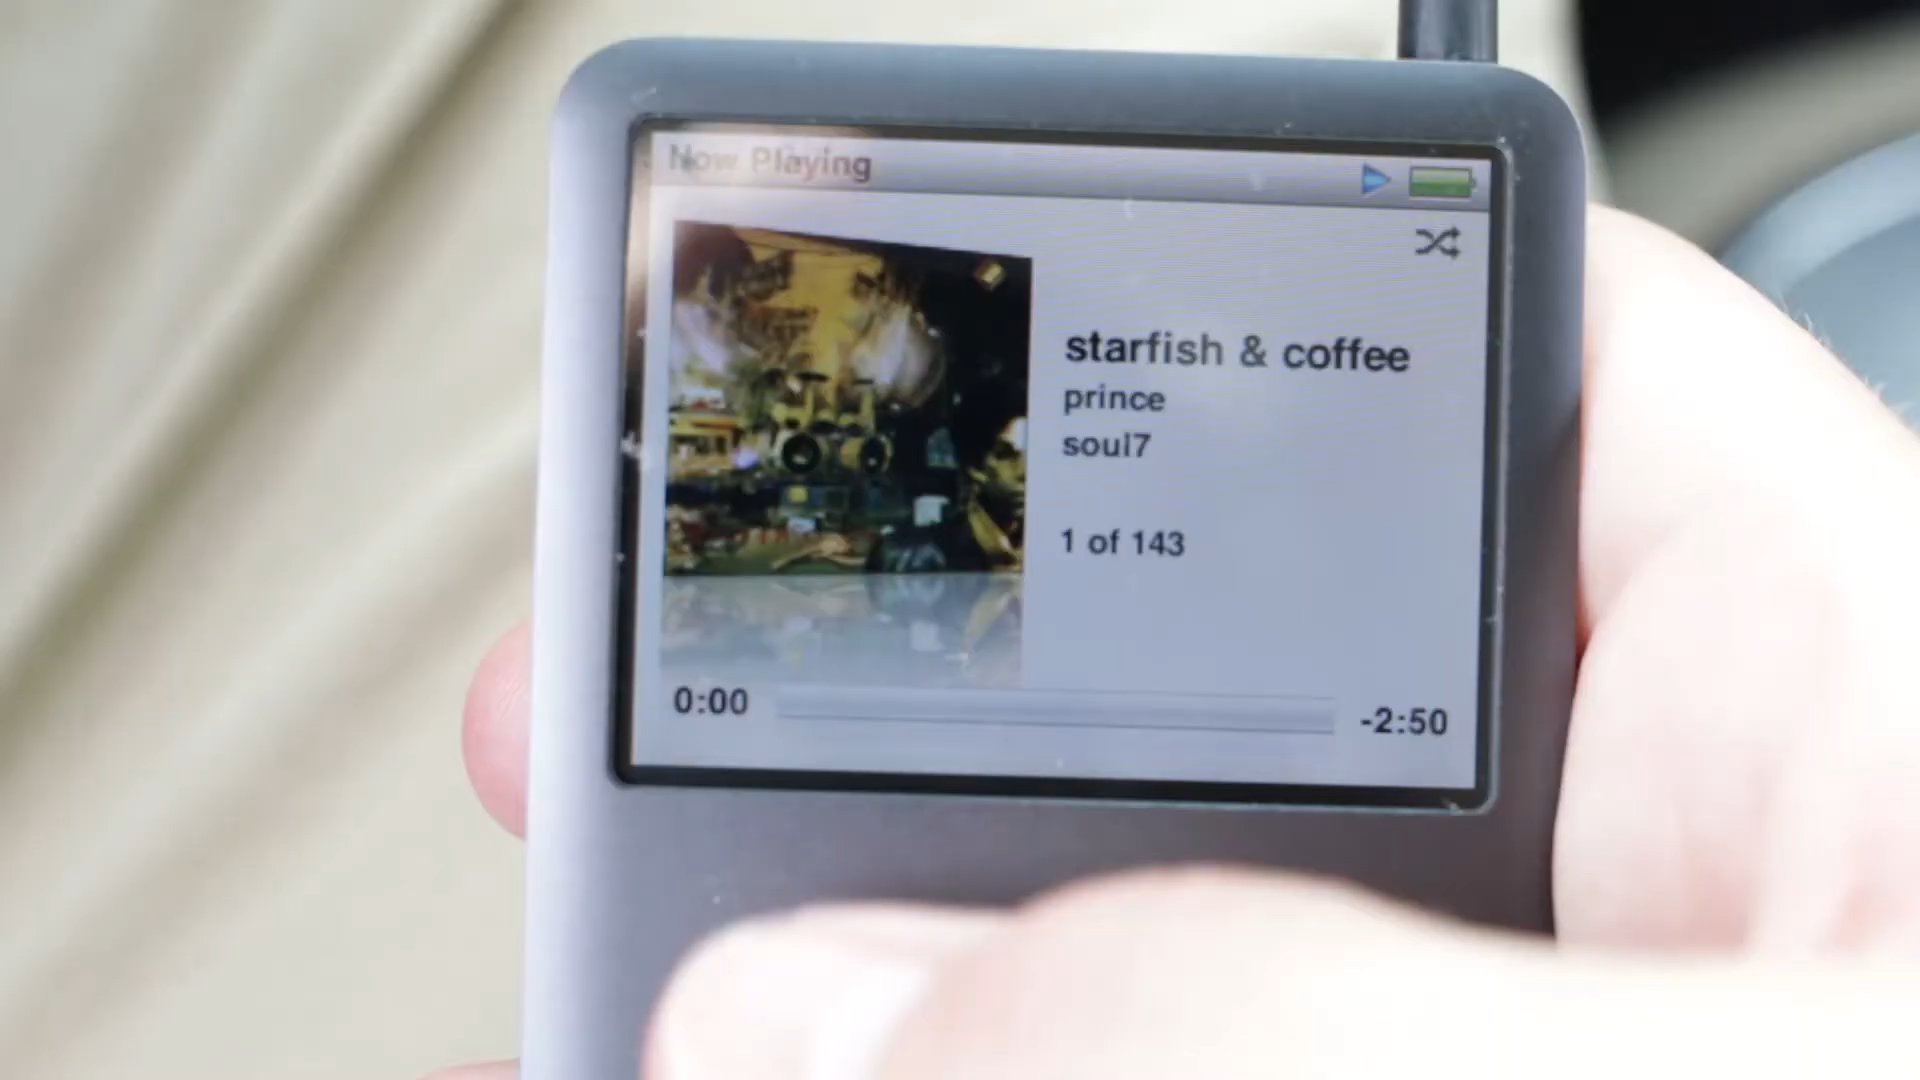 Now Playing
starfish & coffee
prince
soul7
1 of 143
0:00
-2:50